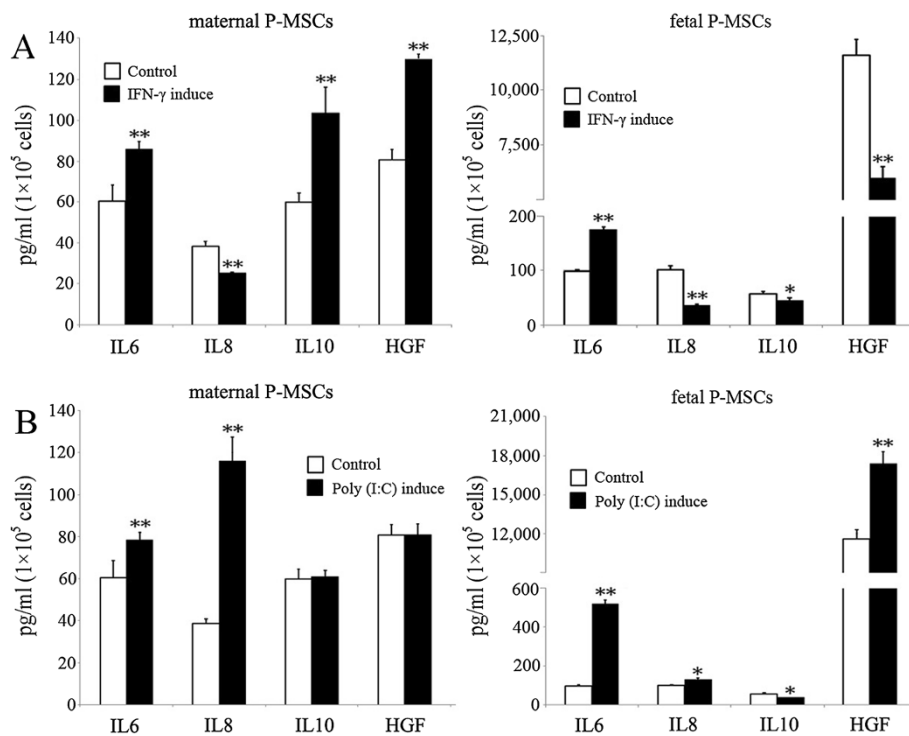 A
maternal P-MSCs
pg/ml (1×10⁵ cells)
140
120
100
80
60
40
20
0
Control
IFN-γ induce
**
**
**
**
IL6 IL8 IL10 HGF
fetal P-MSCs
pg/ml (1×10⁵ cells)
12,500
10,000
7,500
200
100
0
Control
IFN-γ induce
**
**
*
**
IL6 IL8 IL10 HGF
B
maternal P-MSCs
pg/ml (1×10⁵ cells)
140
120
100
80
60
40
20
0
Control
Poly (I:C) induce
**
**
IL6 IL8 IL10 HGF
fetal P-MSCs
pg/ml (1×10⁵ cells)
21,000
18,000
15,000
12,000
600
400
200
0
Control
Poly (I:C) induce
**
*
*
**
IL6 IL8 IL10 HGF